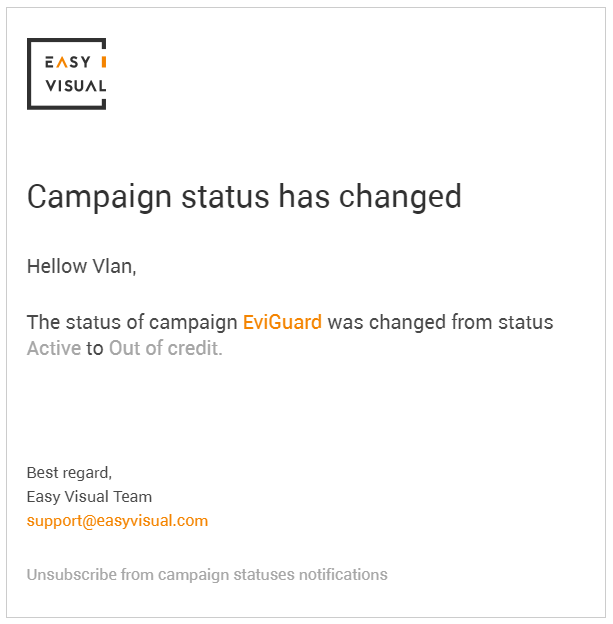 EASY
VISUAL
Campaign status has changed
Hellow Vlan,
The status of campaign EviGuard was changed from status
Active to Out of credit.
Best regard,
Easy Visual Team
support@easyvisual.com
Unsubscribe from campaign statuses notifications